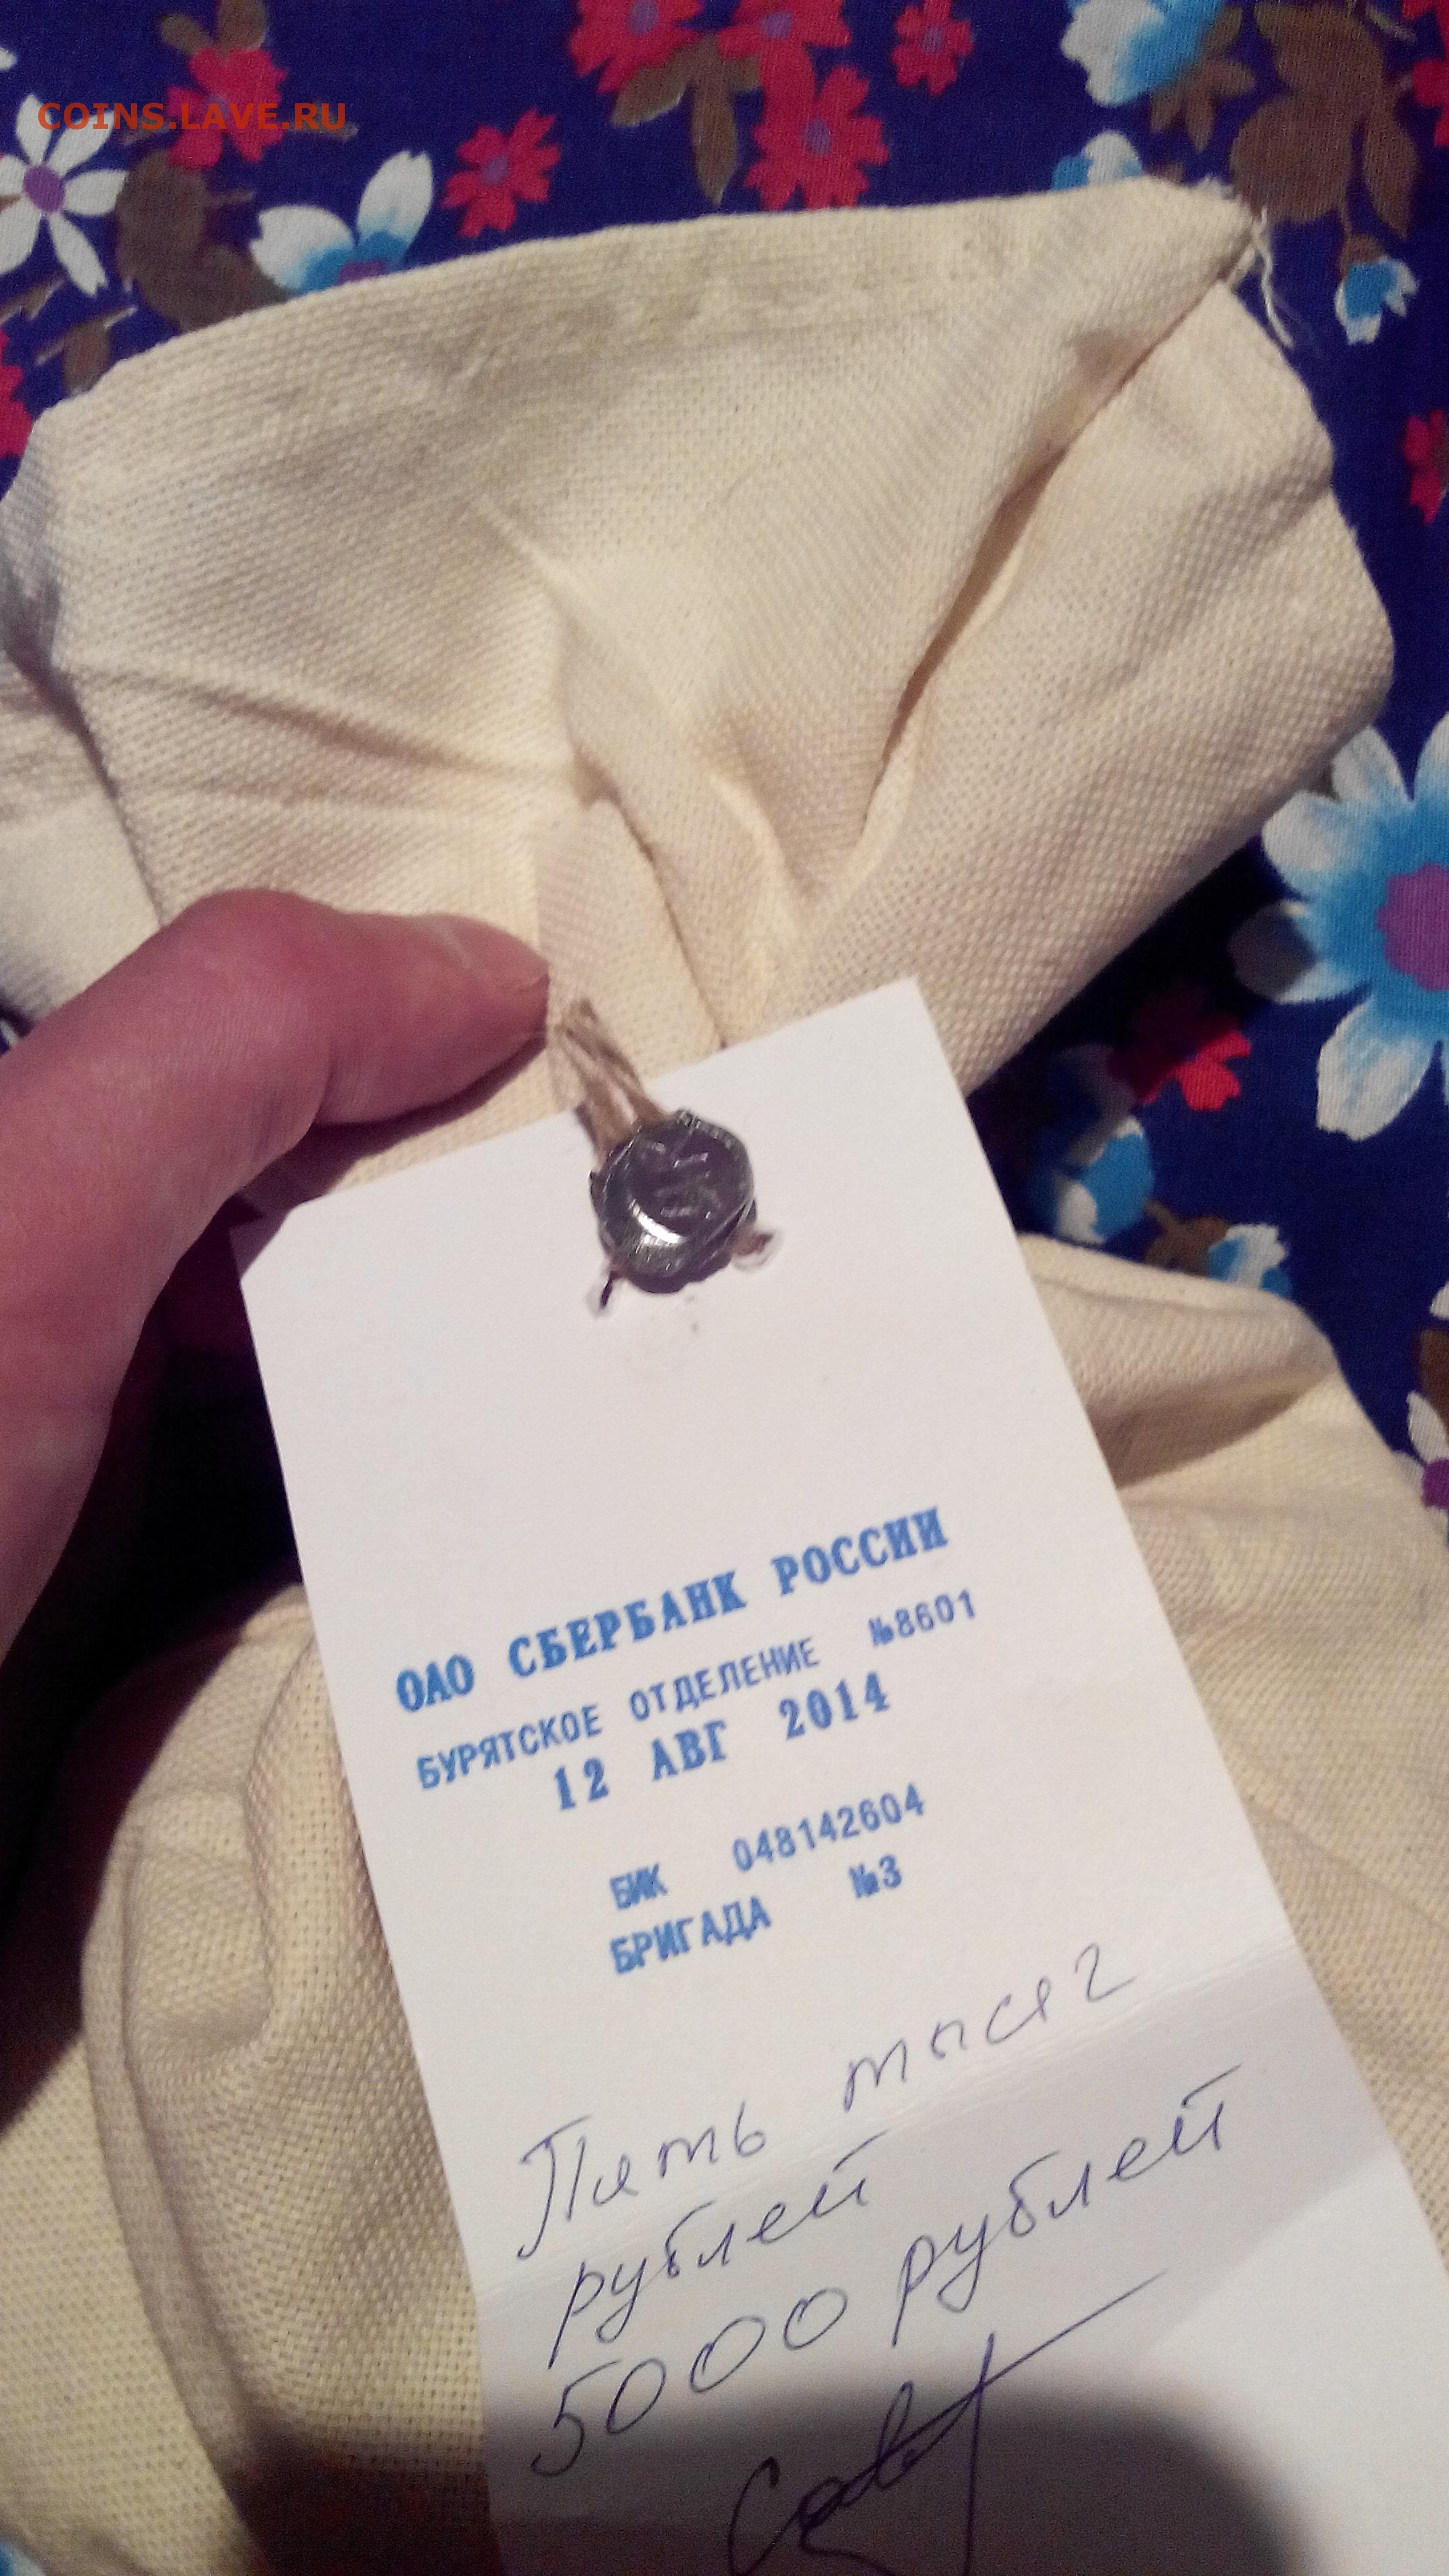 COINS.LAVE.RU
ОАО СБЕРБАНК РОССИИ
БУРЯТСКОЕ ОТДЕЛЕНИЕ №8601
12 АВГ 2014
БИК 048142604
БРИГАДА №3
Пять тысяч
рублей
5000 рублей